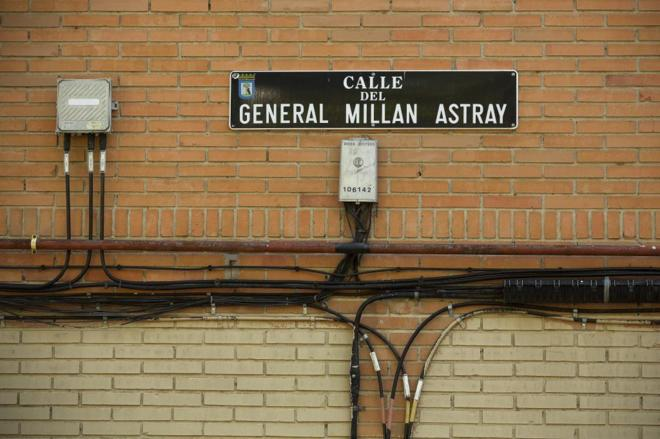 CALLE
DEL
GENERAL MILLAN ASTRAY
106142